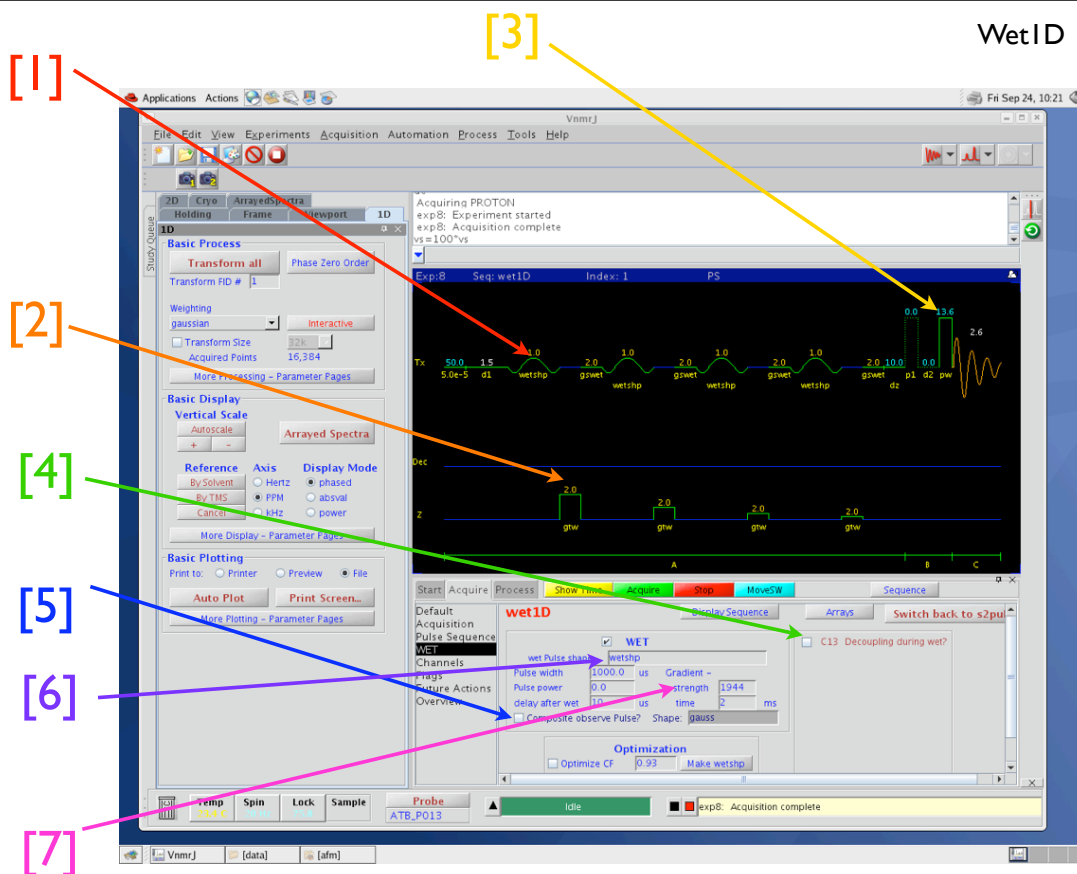 Wet1D
[3]
[1]
Applications Actions
Fri Sep 24, 10:21
VnmrJ
File Edit View Experiments Acquisition Automation Process Tools Help
2D Cryo ArrayedSpectra
Holding Frame Viewport 1D
Study Queue
1D
Basic Process
Transform all Phase Zero Order
Transform FID # 1
Weighting
gaussian Interactive
Transform Size 32k
Acquired Points 16,384
More Processing – Parameter Pages
Basic Display
Vertical Scale
Autoscale
+ -
Arrayed Spectra
Reference Axis Display Mode
By Solvent Hertz phased
By TMS PPM absval
Cancel kHz power
More Display – Parameter Pages
Basic Plotting
Print to: Printer Preview File
Auto Plot Print Screen...
More Plotting – Parameter Pages
Acquiring PROTON
exp8: Experiment started
exp8: Acquisition complete
vs=100*vs
Exp:8 Seq: wet1D Index: 1 PS
0.0 13.6
2.6
1.0 1.0 1.0 1.0
Tx 50.0 1.5 2.0 2.0 2.0 2.0 10.0 0.0
5.0e-5 d1 wetshp gswet gswet gswet gswet p1 d2 pw
wetshp wetshp wetshp dz
Dec
2.0 2.0 2.0 2.0
Z
gtw gtw gtw gtw
A B C
[2]
[4]
[5]
[6]
[7]
Start Acquire Process Show Time Acquire Stop MoveSW Sequence
Default
Acquisition
Pulse Sequence
WET
Channels
Flags
Future Actions
Overview
wet1D Display Sequence Arrays Switch back to s2pul
WET
wet Pulse shape wetshp
Pulse width 1000.0 us Gradient –
Pulse power 0.0 strength 1944
delay after wet 10 us time 2 ms
Composite observe Pulse? Shape: gauss
C13 Decoupling during wet?
Optimization
Optimize CF 0.93 Make wetshp
Temp Spin Lock Sample
Probe
ATB_P013
Idle
exp8: Acquisition complete
VnmrJ [data] [afm]